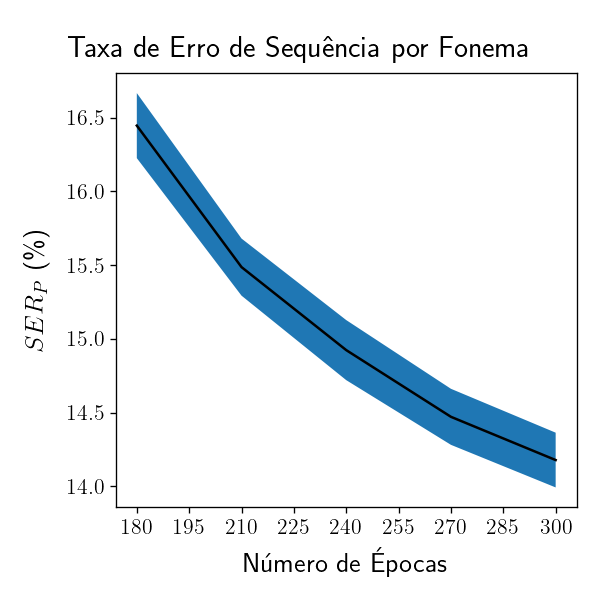 Taxa de Erro de Sequência por Fonema
16.5
16.0
15.5
15.0
14.5
14.0
SER_P (%)
180 195 210 225 240 255 270 285 300
Número de Épocas